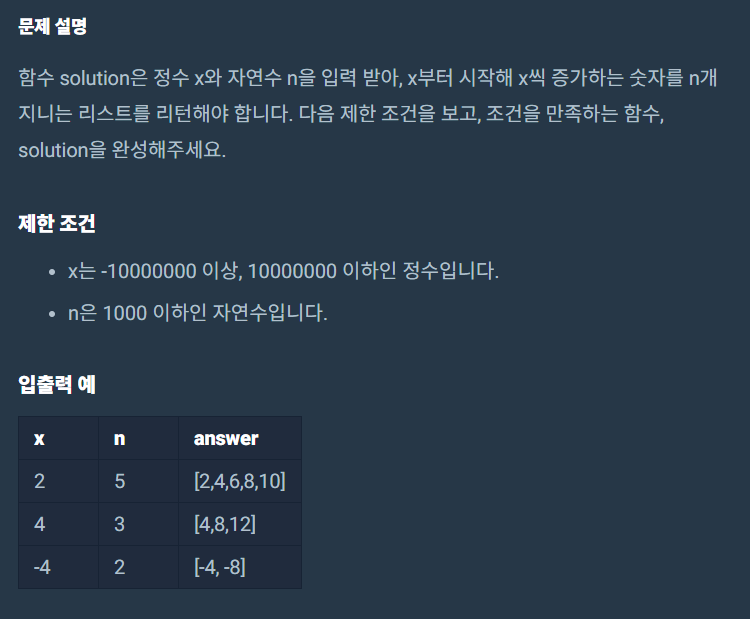 문제 설명
함수 solution은 정수 x와 자연수 n을 입력 받아, x부터 시작해 x씩 증가하는 숫자를 n개
지니는 리스트를 리턴해야 합니다. 다음 제한 조건을 보고, 조건을 만족하는 함수,
solution을 완성해주세요.
제한 조건
• x는 -10000000 이상, 10000000 이하인 정수입니다.
• n은 1000 이하인 자연수입니다.
입출력 예
x n answer
2 5 [2,4,6,8,10]
4 3 [4,8,12]
-4 2 [-4, -8]